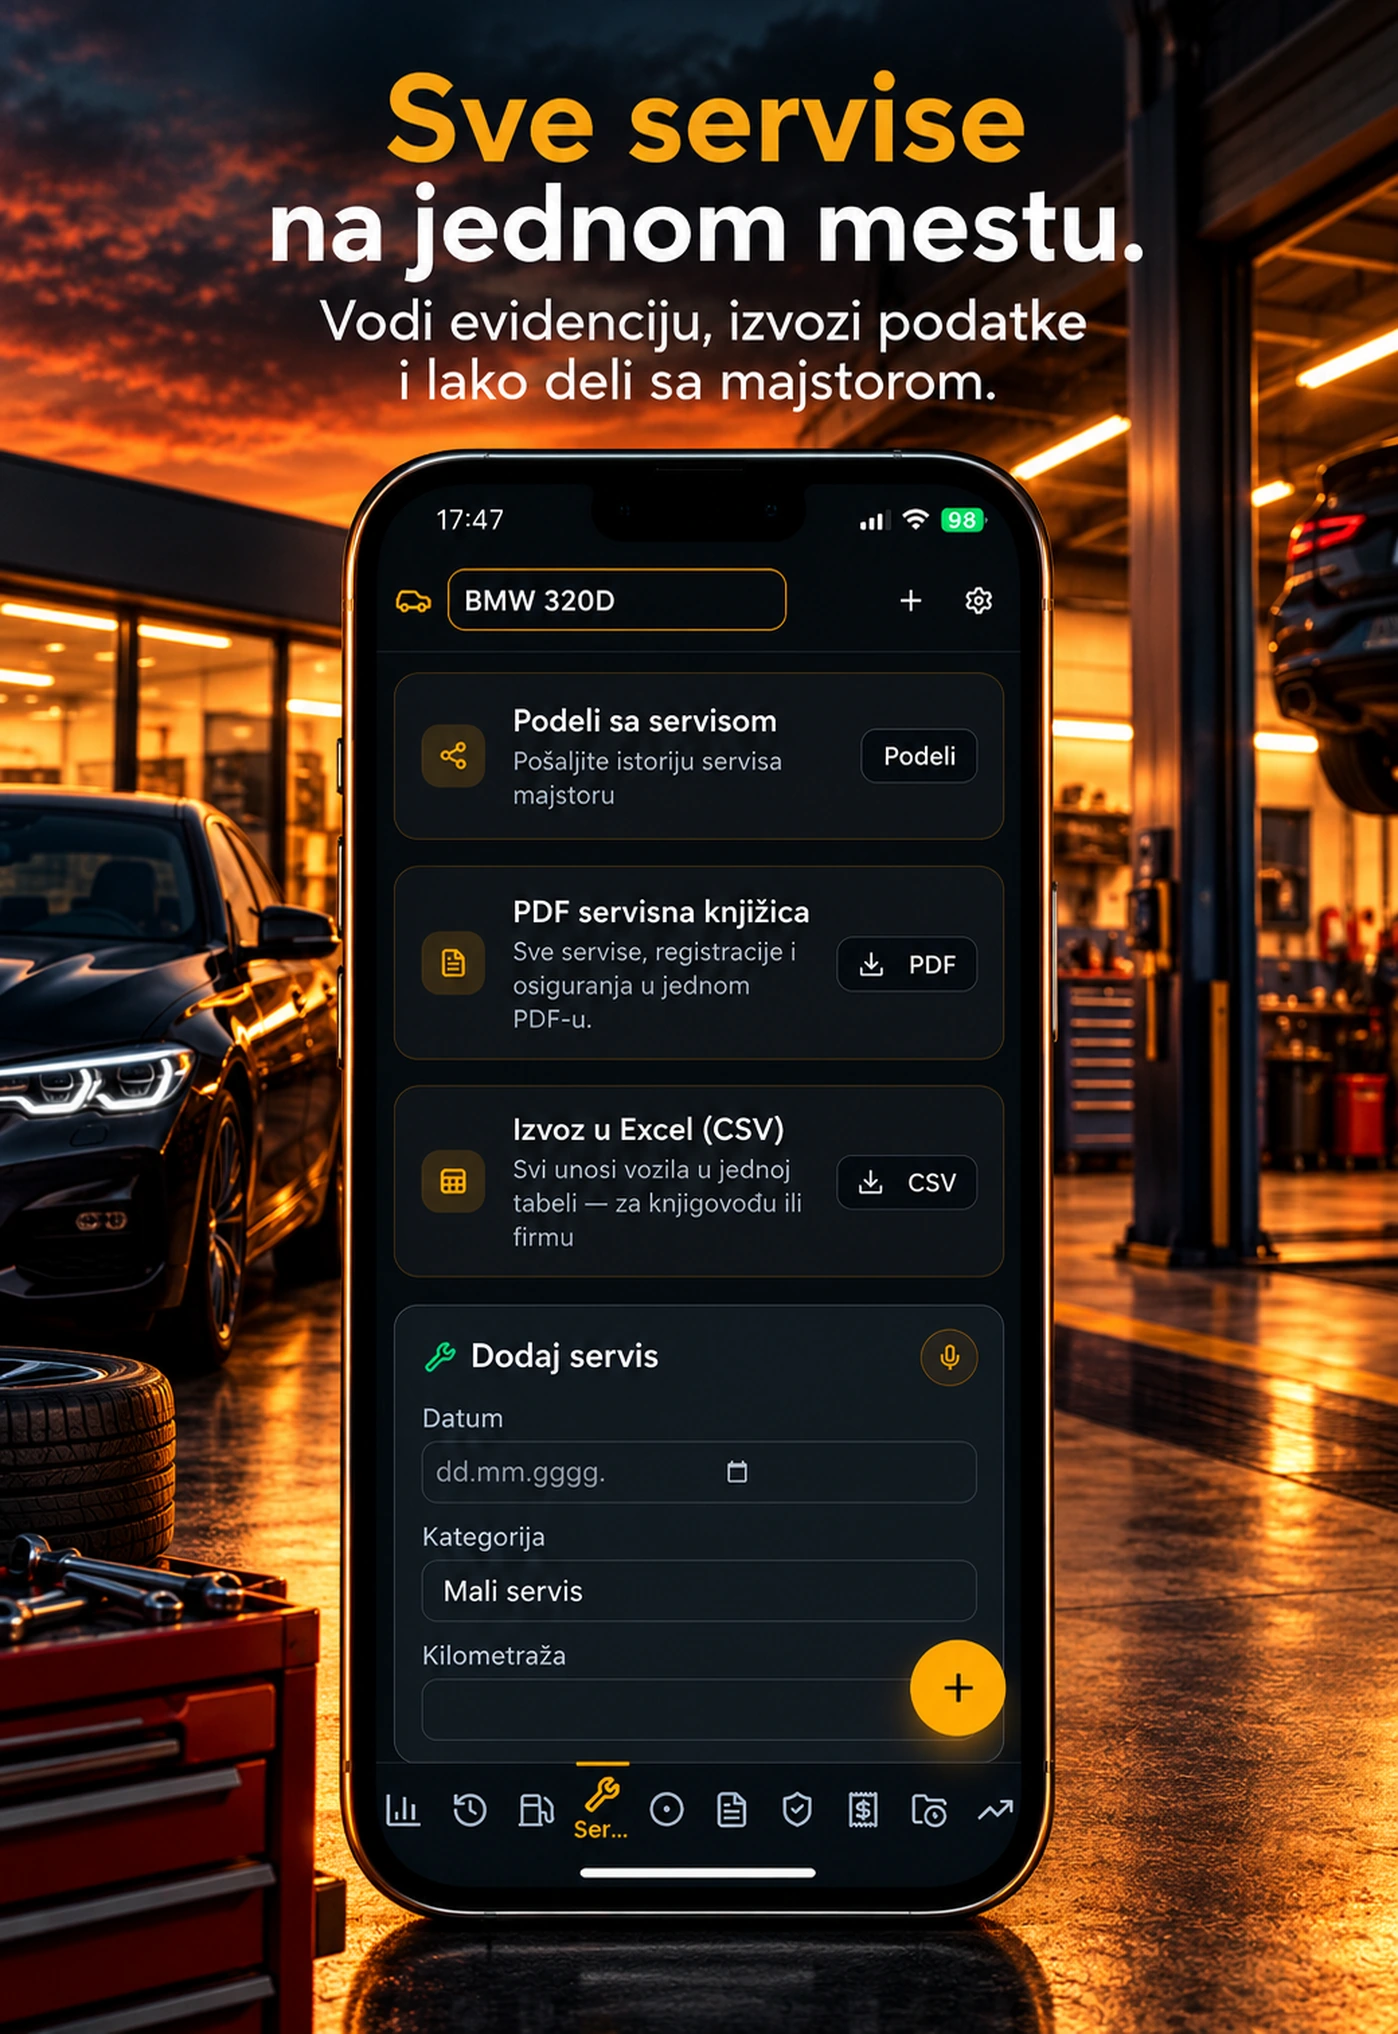 Sve servise
na jednom mestu.
Vodi evidenciju, izvozi podatke
i lako deli sa majstorom.
17:47
98
BMW 320D
Podeli sa servisom
Pošaljite istoriju servisa
majstoru
Podeli
PDF servisna knjižica
Sve servise, registracije i
osiguranja u jednom
PDF-u.
PDF
Izvoz u Excel (CSV)
Svi unosi vozila u jednoj
tabeli — za knjigovođu ili
firmu
CSV
Dodaj servis
Datum
dd.mm.gggg.
Kategorija
Mali servis
Kilometraža
Ser...